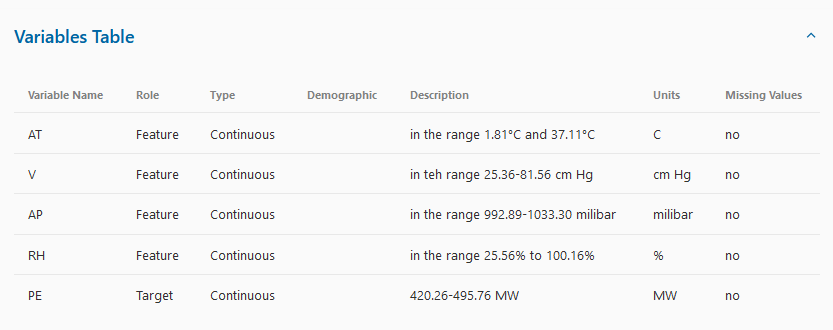 Variables Table
Variable Name Role Type Demographic Description Units Missing Values
AT Feature Continuous in the range 1.81°C and 37.11°C C no
V Feature Continuous in teh range 25.36-81.56 cm Hg cm Hg no
AP Feature Continuous in the range 992.89-1033.30 milibar milibar no
RH Feature Continuous in the range 25.56% to 100.16% % no
PE Target Continuous 420.26-495.76 MW MW no